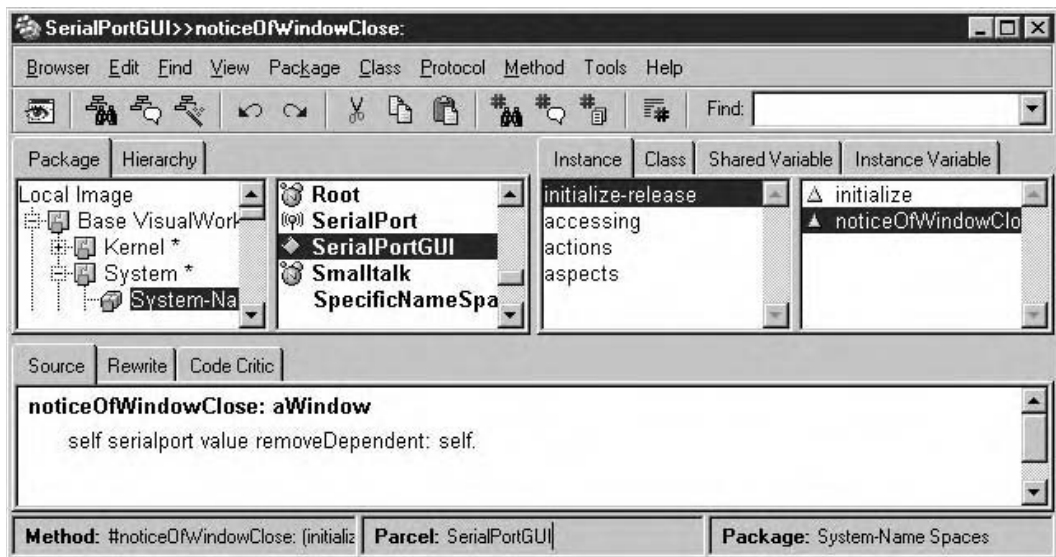 SerialPortGUI>>noticeOfWindowClose:
Browser Edit Find View Package Class Protocol Method Tools Help
Find:
Package Hierarchy
Instance Class Shared Variable Instance Variable
Local Image
Base VisualWork
Kernel *
System *
System-Na
Root
SerialPort
SerialPortGUI
Smalltalk
SpecificNameSpa
initialize-release
accessing
actions
aspects
initialize
noticeOfWindowClo
Source Rewrite Code Critic
noticeOfWindowClose: aWindow
self serialport value removeDependent: self.
Method: #noticeOfWindowClose: (initializ Parcel: SerialPortGUI Package: System-Name Spaces